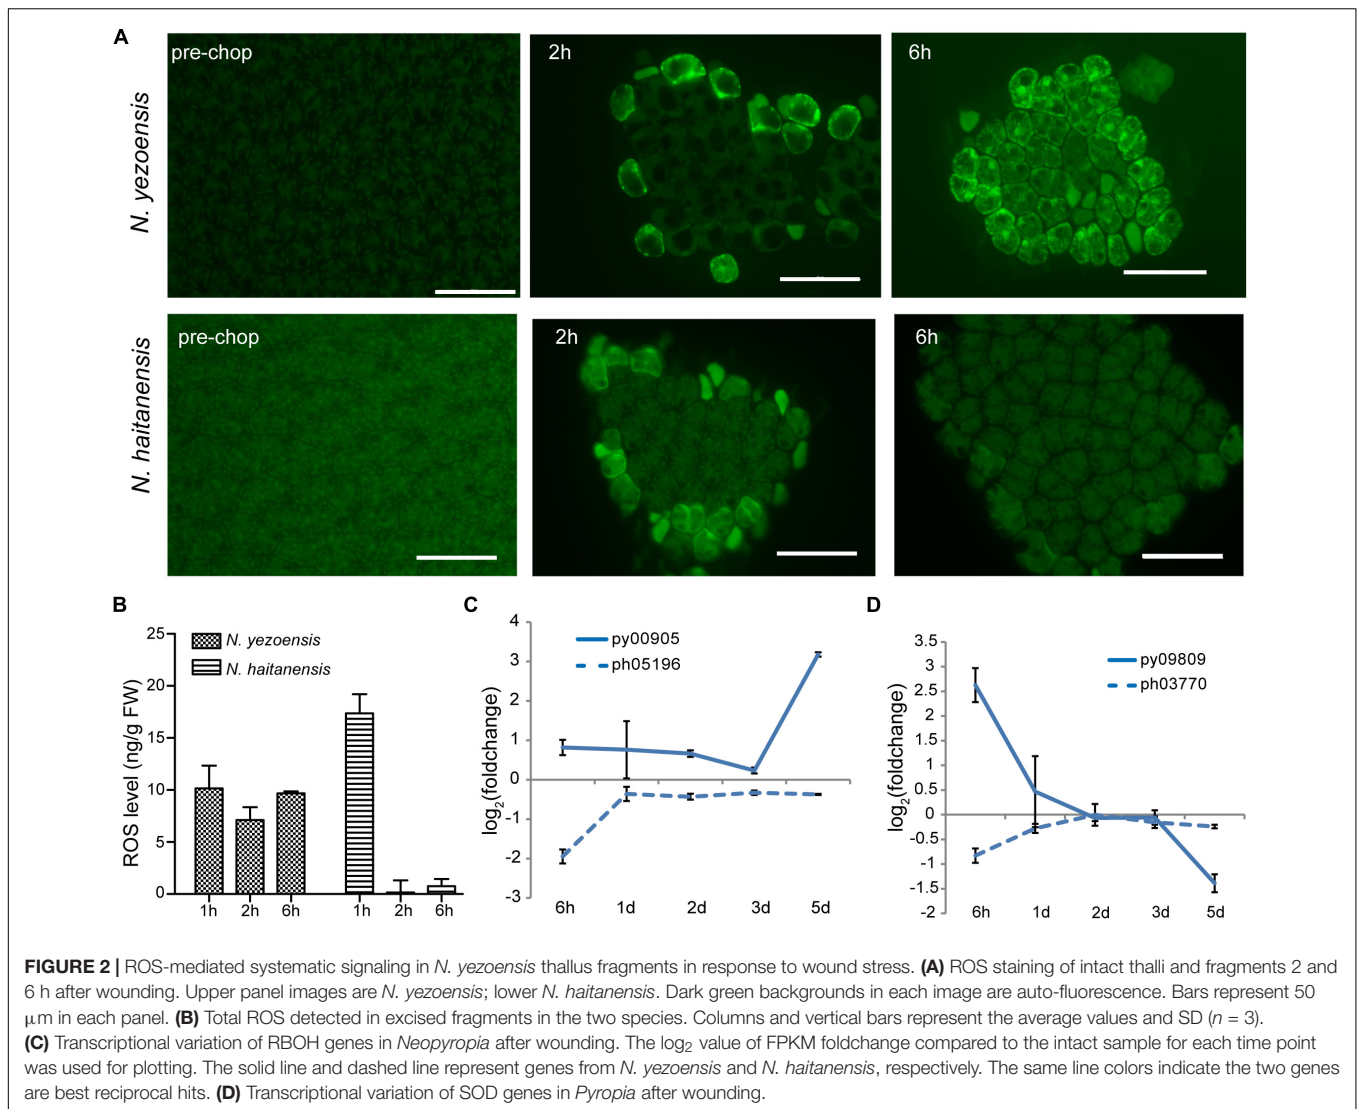 A
pre-chop
2h
6h
N. yezoensis
pre-chop
2h
6h
N. haitanensis
B
ROS level (ng/g FW)
25
20
15
10
5
0
N. yezoensis
N. haitanensis
1h 2h 6h 1h 2h 6h
C
log2(foldchange)
4
3
2
1
0
-1
-2
-3
py00905
ph05196
6h 1d 2d 3d 5d
D
log2(foldchange)
3.5
3
2.5
2
1.5
1
0.5
0
-0.5
-1
-1.5
-2
py09809
ph03770
6h 1d 2d 3d 5d
FIGURE 2 | ROS-mediated systematic signaling in N. yezoensis thallus fragments in response to wound stress. (A) ROS staining of intact thalli and fragments 2 and
6 h after wounding. Upper panel images are N. yezoensis; lower N. haitanensis. Dark green backgrounds in each image are auto-fluorescence. Bars represent 50
μm in each panel. (B) Total ROS detected in excised fragments in the two species. Columns and vertical bars represent the average values and SD (n = 3).
(C) Transcriptional variation of RBOH genes in Neopyropia after wounding. The log2 value of FPKM foldchange compared to the intact sample for each time point
was used for plotting. The solid line and dashed line represent genes from N. yezoensis and N. haitanensis, respectively. The same line colors indicate the two genes
are best reciprocal hits. (D) Transcriptional variation of SOD genes in Pyropia after wounding.